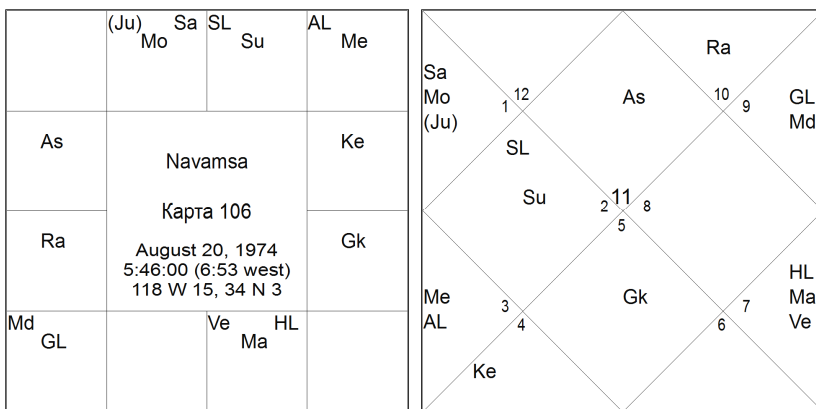 (Ju) Sa SL AL
Mo Su Me
As Ke
Navamsa
Карта 106
August 20, 1974
5:46:00 (6:53 west)
118 W 15, 34 N 3
Ra Gk
Md Ve HL
GL Ma
Ra
Sa
Mo
(Ju)
12
1
As
10
9
GL
Md
SL
Su
11
2
8
5
Me
AL
3
4
Gk
7
6
HL
Ma
Ve
Ke